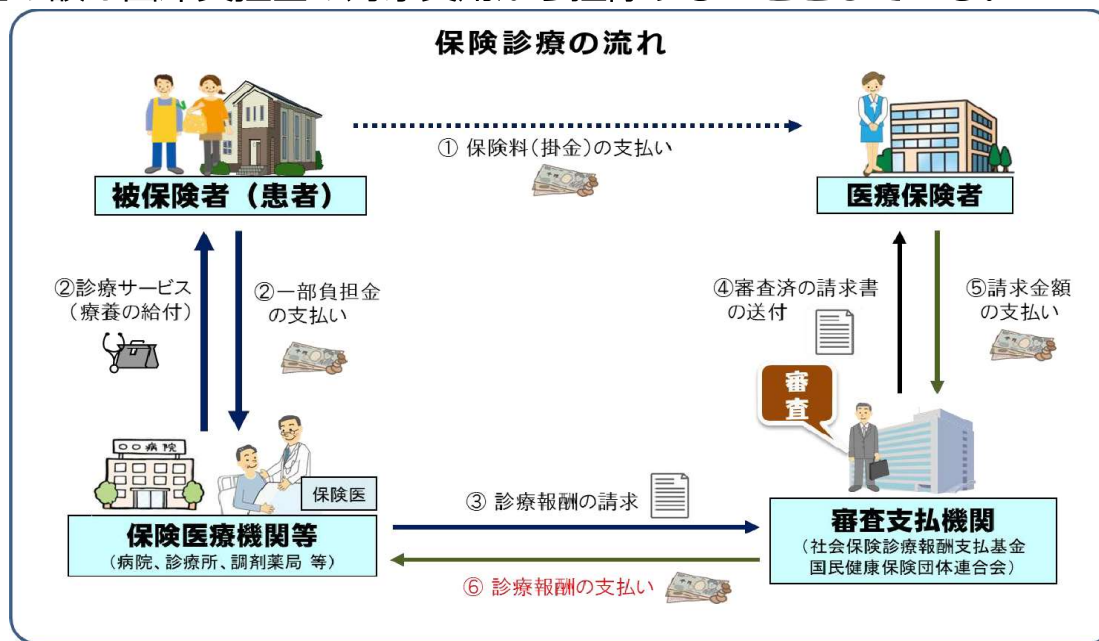 保険診療の流れ
① 保険料(掛金)の支払い
被保険者(患者)
医療保険者
②診療サービス
(療養の給付)
②一部負担金
の支払い
④審査済の請求書
の送付
⑤請求金額
の支払い
審
査
〇〇病院
保険医
③ 診療報酬の請求
保険医療機関等
(病院、診療所、調剤薬局 等)
審査支払機関
(社会保険診療報酬支払基金
国民健康保険団体連合会)
⑥ 診療報酬の支払い